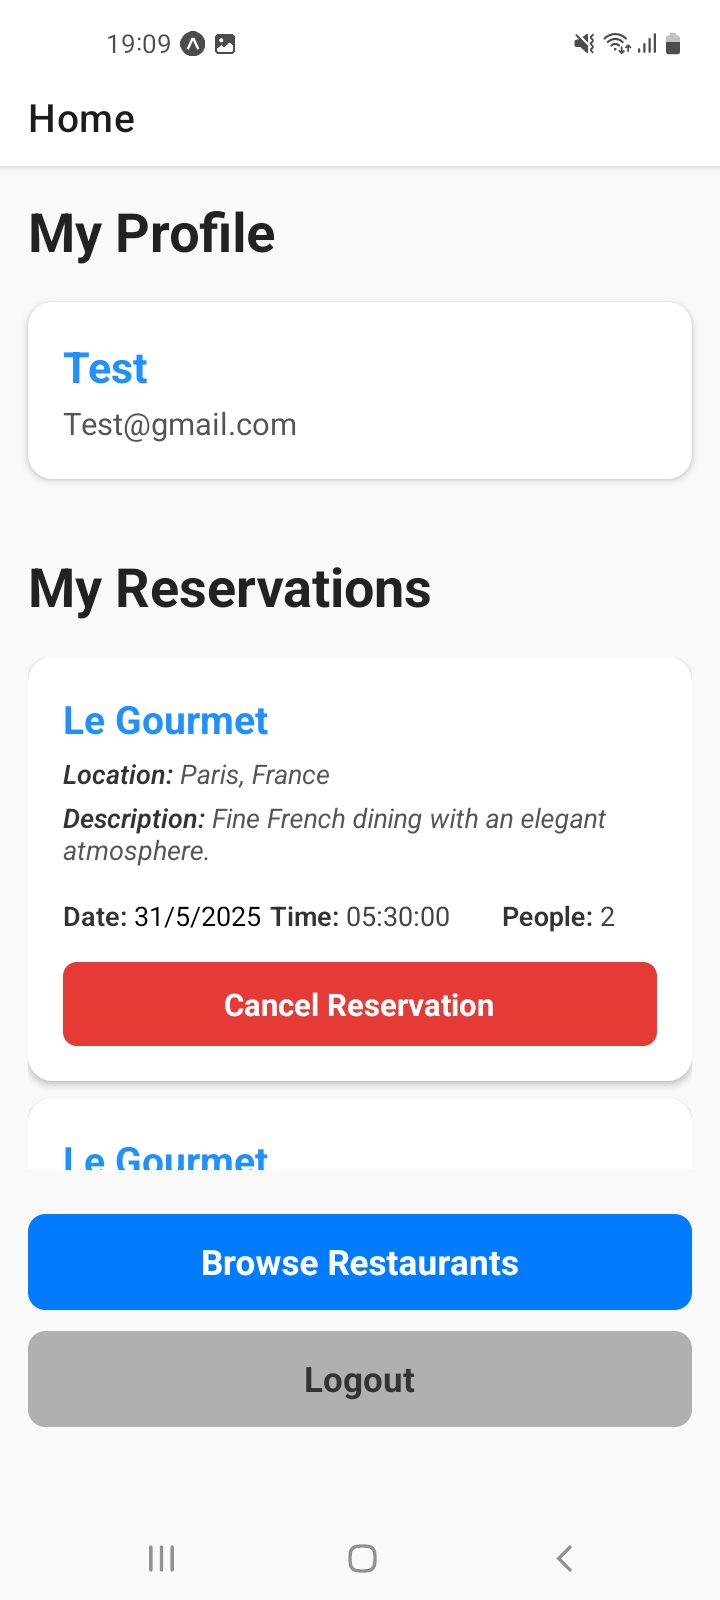 19:09
Home
My Profile
Test
Test@gmail.com
My Reservations
Le Gourmet
Location: Paris, France
Description: Fine French dining with an elegant
atmosphere.
Date: 31/5/2025 Time: 05:30:00 People: 2
Cancel Reservation
Le Gourmet
Browse Restaurants
Logout